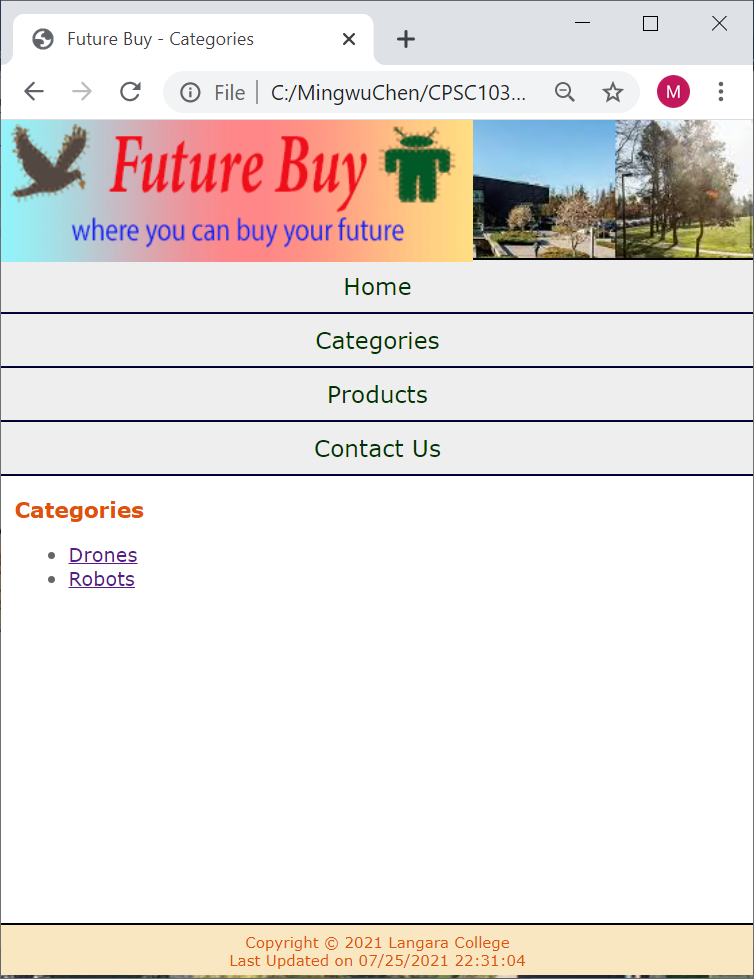 Future Buy - Categories
File
C:/MingwuChen/CPSC103...
M
Future Buy
where you can buy your future
Home
Categories
Products
Contact Us
Categories
Drones
Robots
Copyright © 2021 Langara College
Last Updated on 07/25/2021 22:31:04